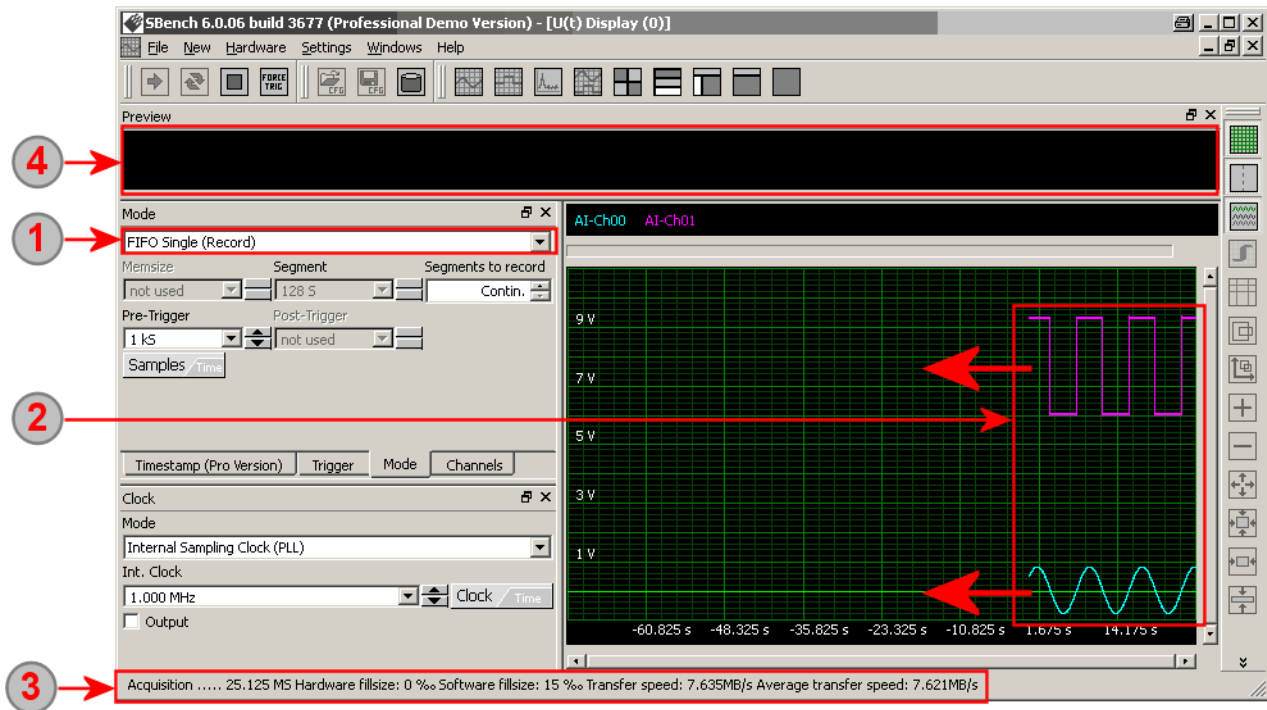 SBench 6.0.06 build 3677 (Professional Demo Version) - [U(t) Display (0)]
File New Hardware Settings Windows Help
FORCE TRIG CFG CFG
Preview
4
Mode
AI-Ch00 AI-Ch01
1
FIFO Single (Record)
Memsize Segment Segments to record
not used 128 S Contin.
Pre-Trigger Post-Trigger
1 kS not used
Samples / Time
9 V
7 V
2
5 V
Timestamp (Pro Version) Trigger Mode Channels
Clock
3 V
Mode
Internal Sampling Clock (PLL)
1 V
Int. Clock
1.000 MHz Clock / Time
Output
-60.825 s -48.325 s -35.825 s -23.325 s -10.825 s 1.675 s 14.175 s
3
Acquisition ..... 25.125 MS Hardware fillsize: 0 ‰ Software fillsize: 15 ‰ Transfer speed: 7.635MB/s Average transfer speed: 7.621MB/s